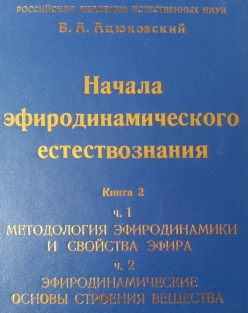 РОССИЙСКАЯ АКАДЕМИЯ ЕСТЕСТВЕННЫХ НАУК
В. А. Ацюковский
Начала
эфиродинамического
естествознания
Книга 2
ч. 1
МЕТОДОЛОГИЯ ЭФИРОДИНАМИКИ
И СВОЙСТВА ЭФИРА
ч. 2
ЭФИРОДИНАМИЧЕСКИЕ
ОСНОВЫ СТРОЕНИЯ ВЕЩЕСТВА